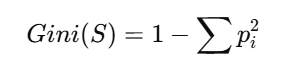 Gini(S) = 1 − ∑ p_i^2